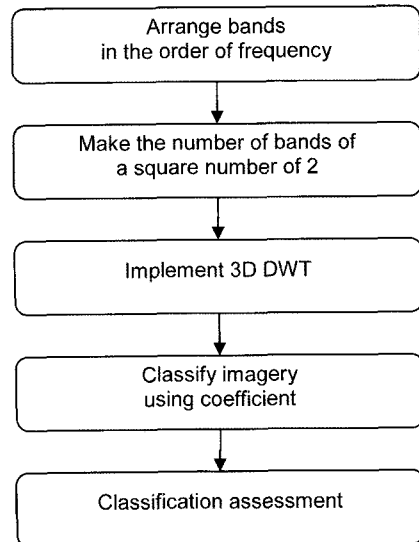 Arrange bands
in the order of frequency
Make the number of bands of
a square number of 2
Implement 3D DWT
Classify imagery
using coefficient
Classification assessment